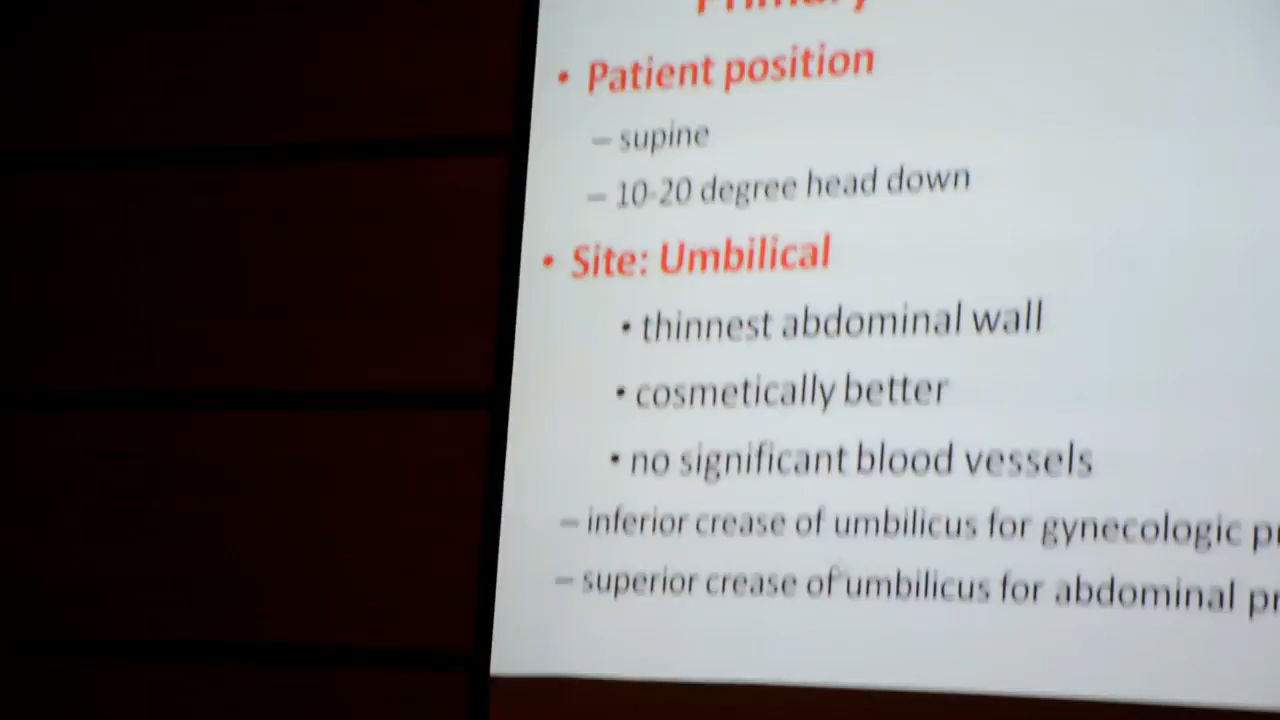 Primary
• Patient position
– supine
– 10-20 degree head down
• Site: Umbilical
• thinnest abdominal wall
• cosmetically better
• no significant blood vessels
– inferior crease of umbilicus for gynecologic
– superior crease of umbilicus for abdominal